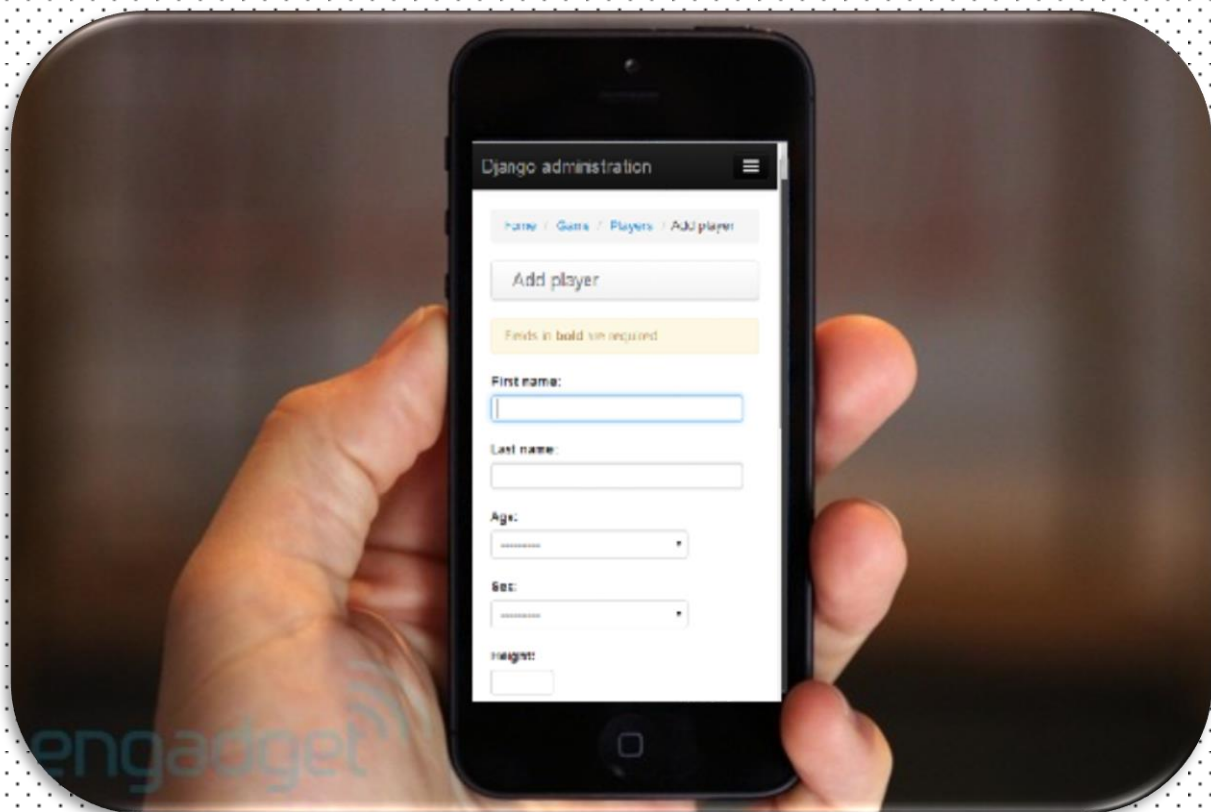 Django administration
Home / Game / Players / Add player
Add player
Fields in bold are required
First name:
Last name:
Age:
---------
Sex:
---------
Height:
engadget